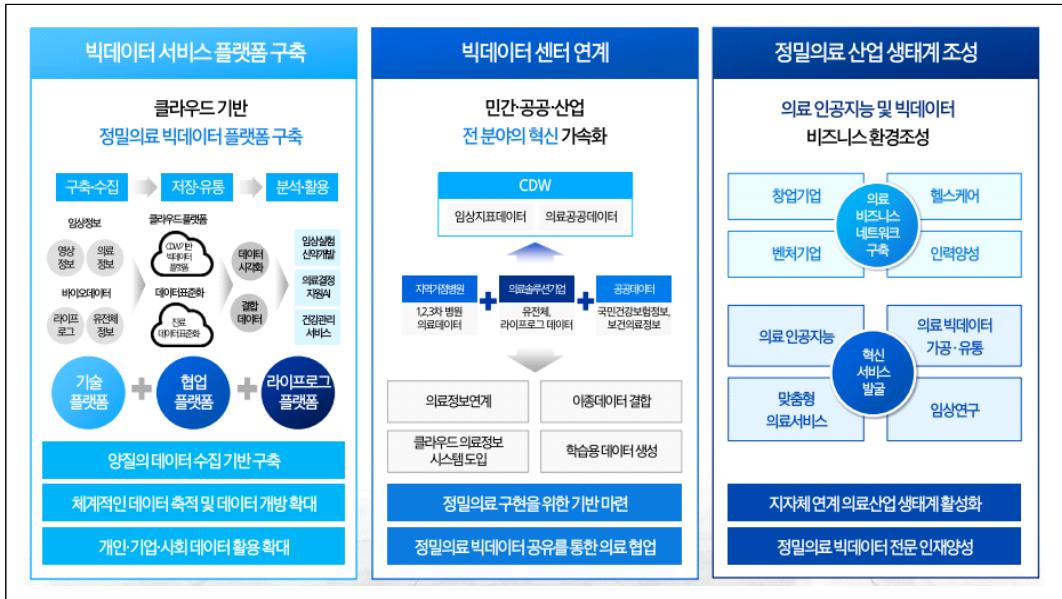 빅데이터 서비스 플랫폼 구축
클라우드 기반
정밀의료 빅데이터 플랫폼 구축
구축·수집
저장·유통
분석·활용
임상정보
영상
정보
의료
정보
바이오데이터
라이프
로그
유전체
정보
클라우드 플랫폼
CDW기반
빅데이터
플랫폼
데이터표준화
진료
데이터표준화
데이터
시각화
결합
데이터
임상실험
신약개발
의료결정
지원AI
건강관리
서비스
기술
플랫폼
협업
플랫폼
라이프로그
플랫폼
양질의 데이터 수집 기반 구축
체계적인 데이터 축적 및 데이터 개방 확대
개인·기업·사회 데이터 활용 확대
빅데이터 센터 연계
민간·공공·산업
전 분야의 혁신 가속화
CDW
임상지표데이터
의료공공데이터
지역거점병원
1,2,3차 병원
의료데이터
의료솔루션기업
유전체,
라이프로그 데이터
공공데이터
국민건강보험정보,
보건의료정보
의료정보연계
이종데이터 결합
클라우드 의료정보
시스템 도입
학습용 데이터 생성
정밀의료 구현을 위한 기반 마련
정밀의료 빅데이터 공유를 통한 의료 협업
정밀의료 산업 생태계 조성
의료 인공지능 및 빅데이터
비즈니스 환경조성
창업기업
헬스케어
벤처기업
인력양성
의료
비즈니스
네트워크
구축
의료 인공지능
의료 빅데이터
가공·유통
맞춤형
의료서비스
임상연구
혁신
서비스
발굴
지자체 연계 의료산업 생태계 활성화
정밀의료 빅데이터 전문 인재양성